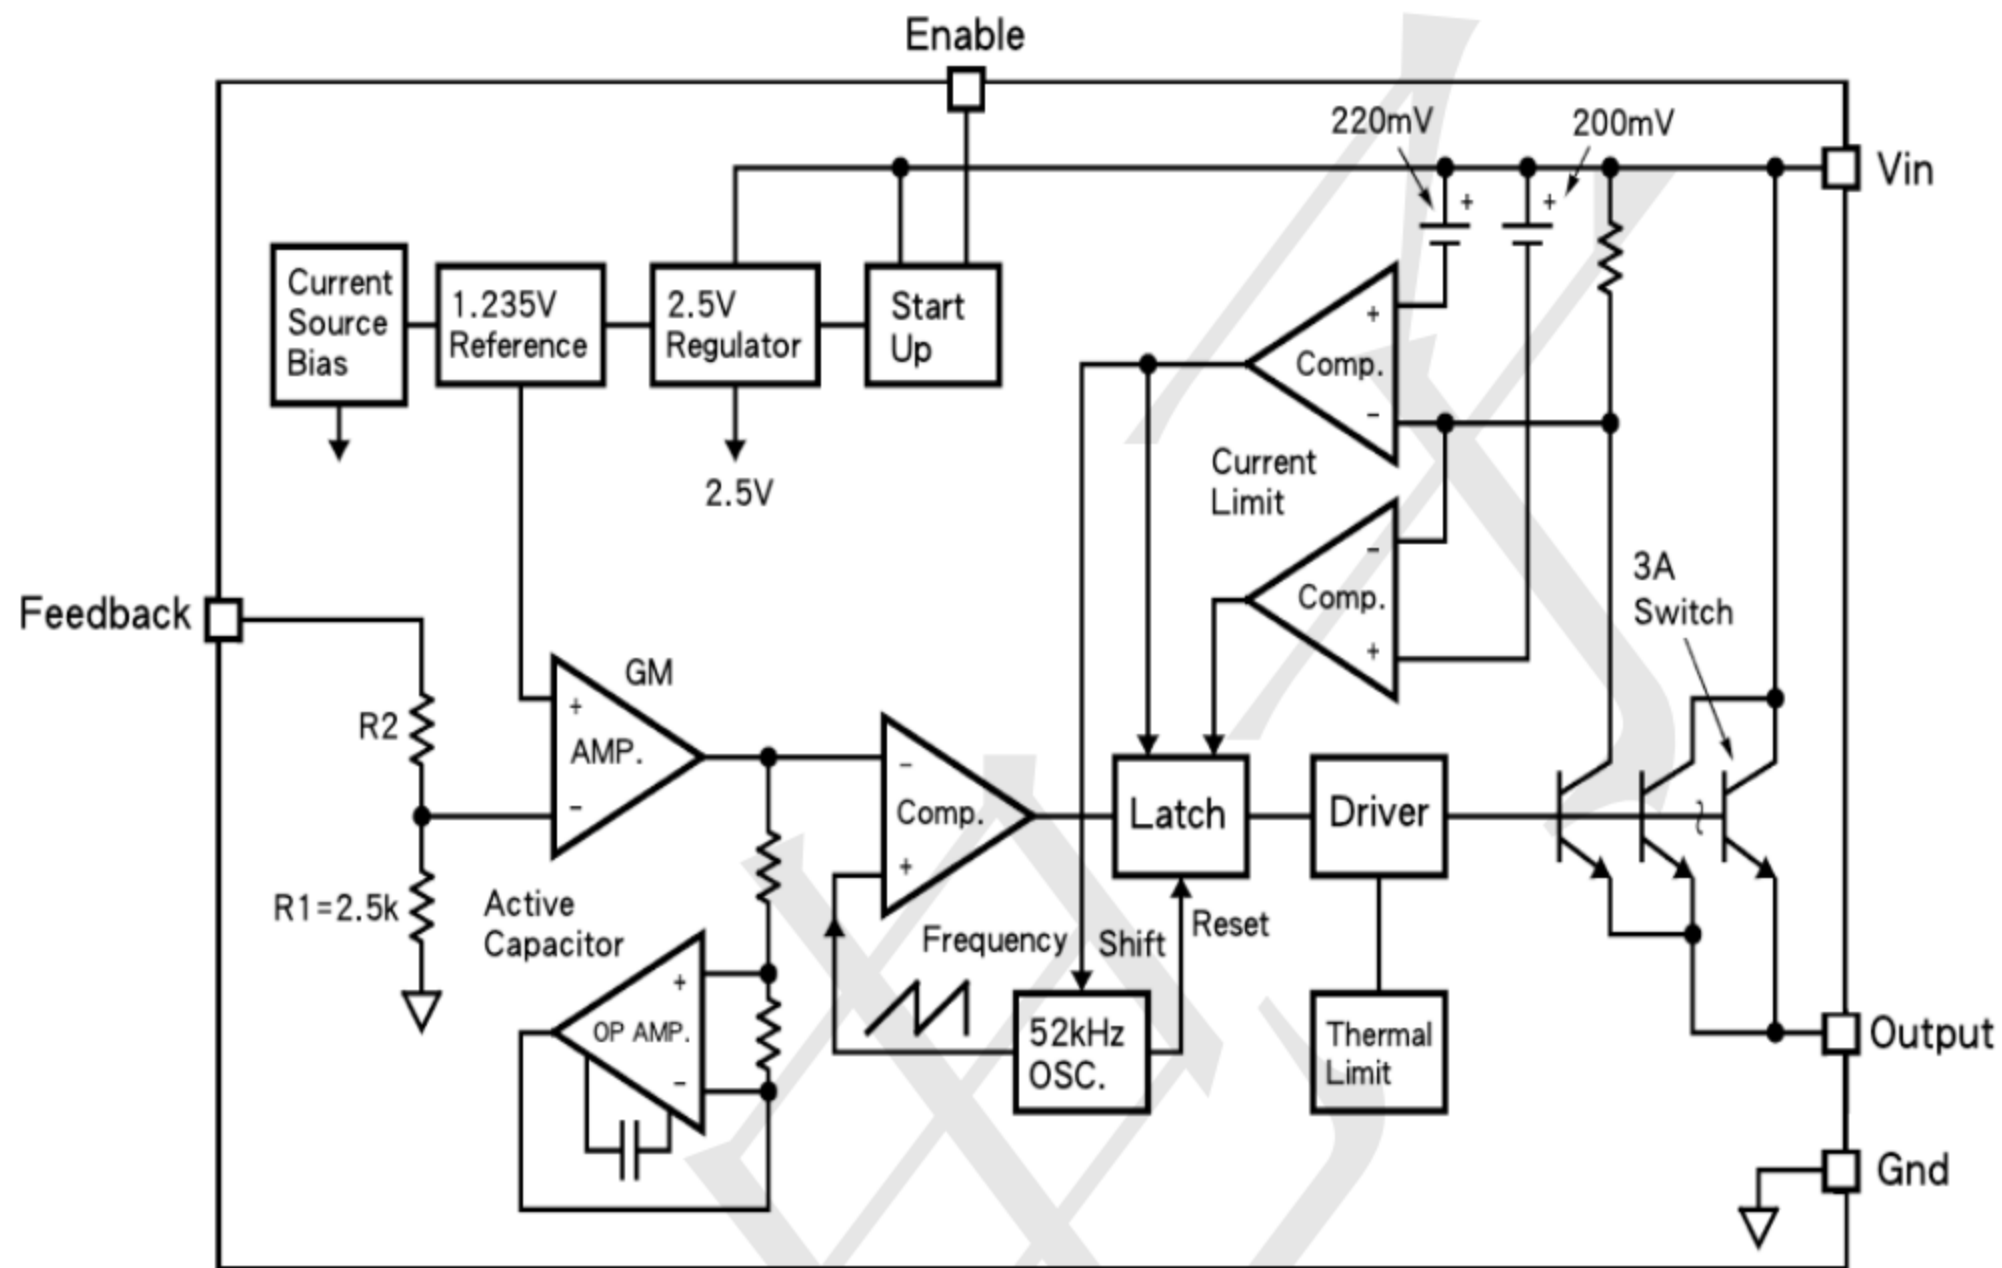 Enable
220mV
200mV
Vin
Current
Source
Bias
1.235V
Reference
2.5V
Regulator
Start
Up
+
+
+
Comp.
-
2.5V
Current
Limit
-
Comp.
+
3A
Switch
Feedback
R2
GM
+
AMP.
-
-
Comp.
+
Latch
Driver
R1=2.5k
Active
Capacitor
Frequency Shift
Reset
+
OP AMP.
-
52kHz
OSC.
Thermal
Limit
Output
Gnd